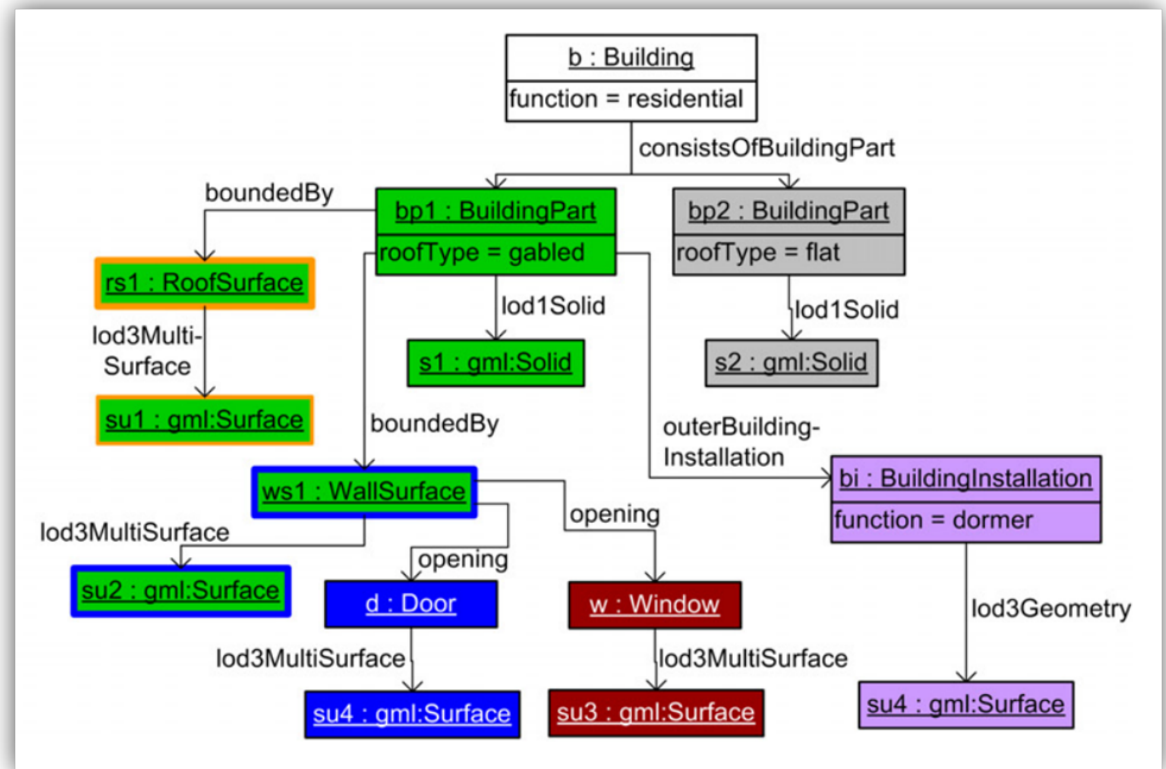 b : Building
function = residential
consistsOfBuildingPart
boundedBy
bp1 : BuildingPart
roofType = gabled
bp2 : BuildingPart
roofType = flat
rs1 : RoofSurface
lod3Multi-
Surface
lod1Solid
lod1Solid
s1 : gml:Solid
s2 : gml:Solid
su1 : gml:Surface
boundedBy
outerBuilding-
Installation
ws1 : WallSurface
bi : BuildingInstallation
function = dormer
lod3MultiSurface
opening
opening
su2 : gml:Surface
d : Door
w : Window
lod3Geometry
lod3MultiSurface
lod3MultiSurface
su4 : gml:Surface
su3 : gml:Surface
su4 : gml:Surface